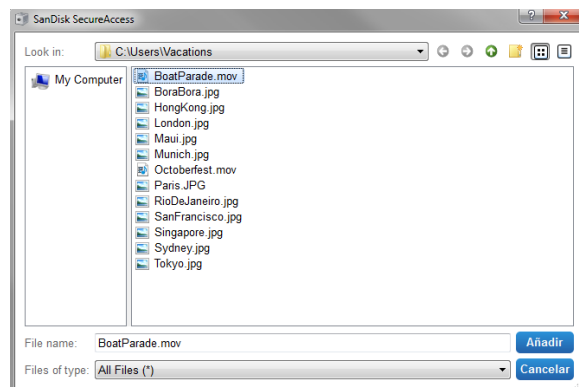 SanDisk SecureAccess
Look in: C:\Users\Vacations
My Computer
BoatParade.mov
BoraBora.jpg
HongKong.jpg
London.jpg
Maui.jpg
Munich.jpg
Octoberfest.mov
Paris.JPG
RioDeJaneiro.jpg
SanFrancisco.jpg
Singapore.jpg
Sydney.jpg
Tokyo.jpg
File name: BoatParade.mov Añadir
Files of type: All Files (*) Cancelar